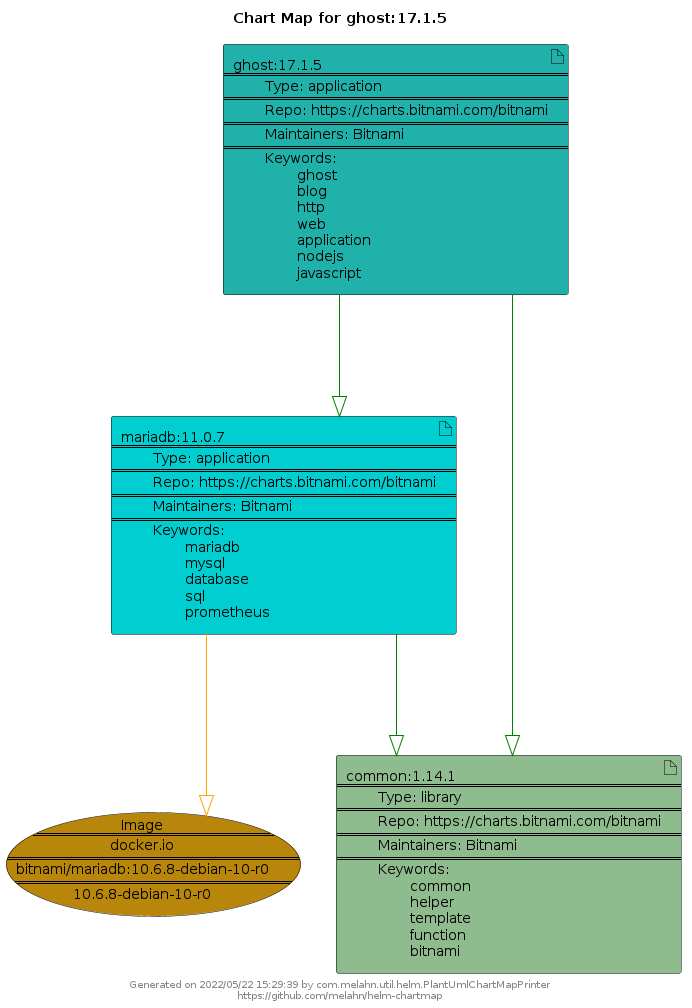 Chart Map for ghost:17.1.5
ghost:17.1.5
Type: application
Repo: https://charts.bitnami.com/bitnami
Maintainers: Bitnami
Keywords:
ghost
blog
http
web
application
nodejs
javascript
mariadb:11.0.7
Type: application
Repo: https://charts.bitnami.com/bitnami
Maintainers: Bitnami
Keywords:
mariadb
mysql
database
sql
prometheus
common:1.14.1
Type: library
Repo: https://charts.bitnami.com/bitnami
Maintainers: Bitnami
Keywords:
common
helper
template
function
bitnami
Image
docker.io
bitnami/mariadb:10.6.8-debian-10-r0
10.6.8-debian-10-r0
Generated on 2022/05/22 15:29:39 by com.melahn.util.helm.PlantUmlChartMapPrinter
https://github.com/melahn/helm-chartmap